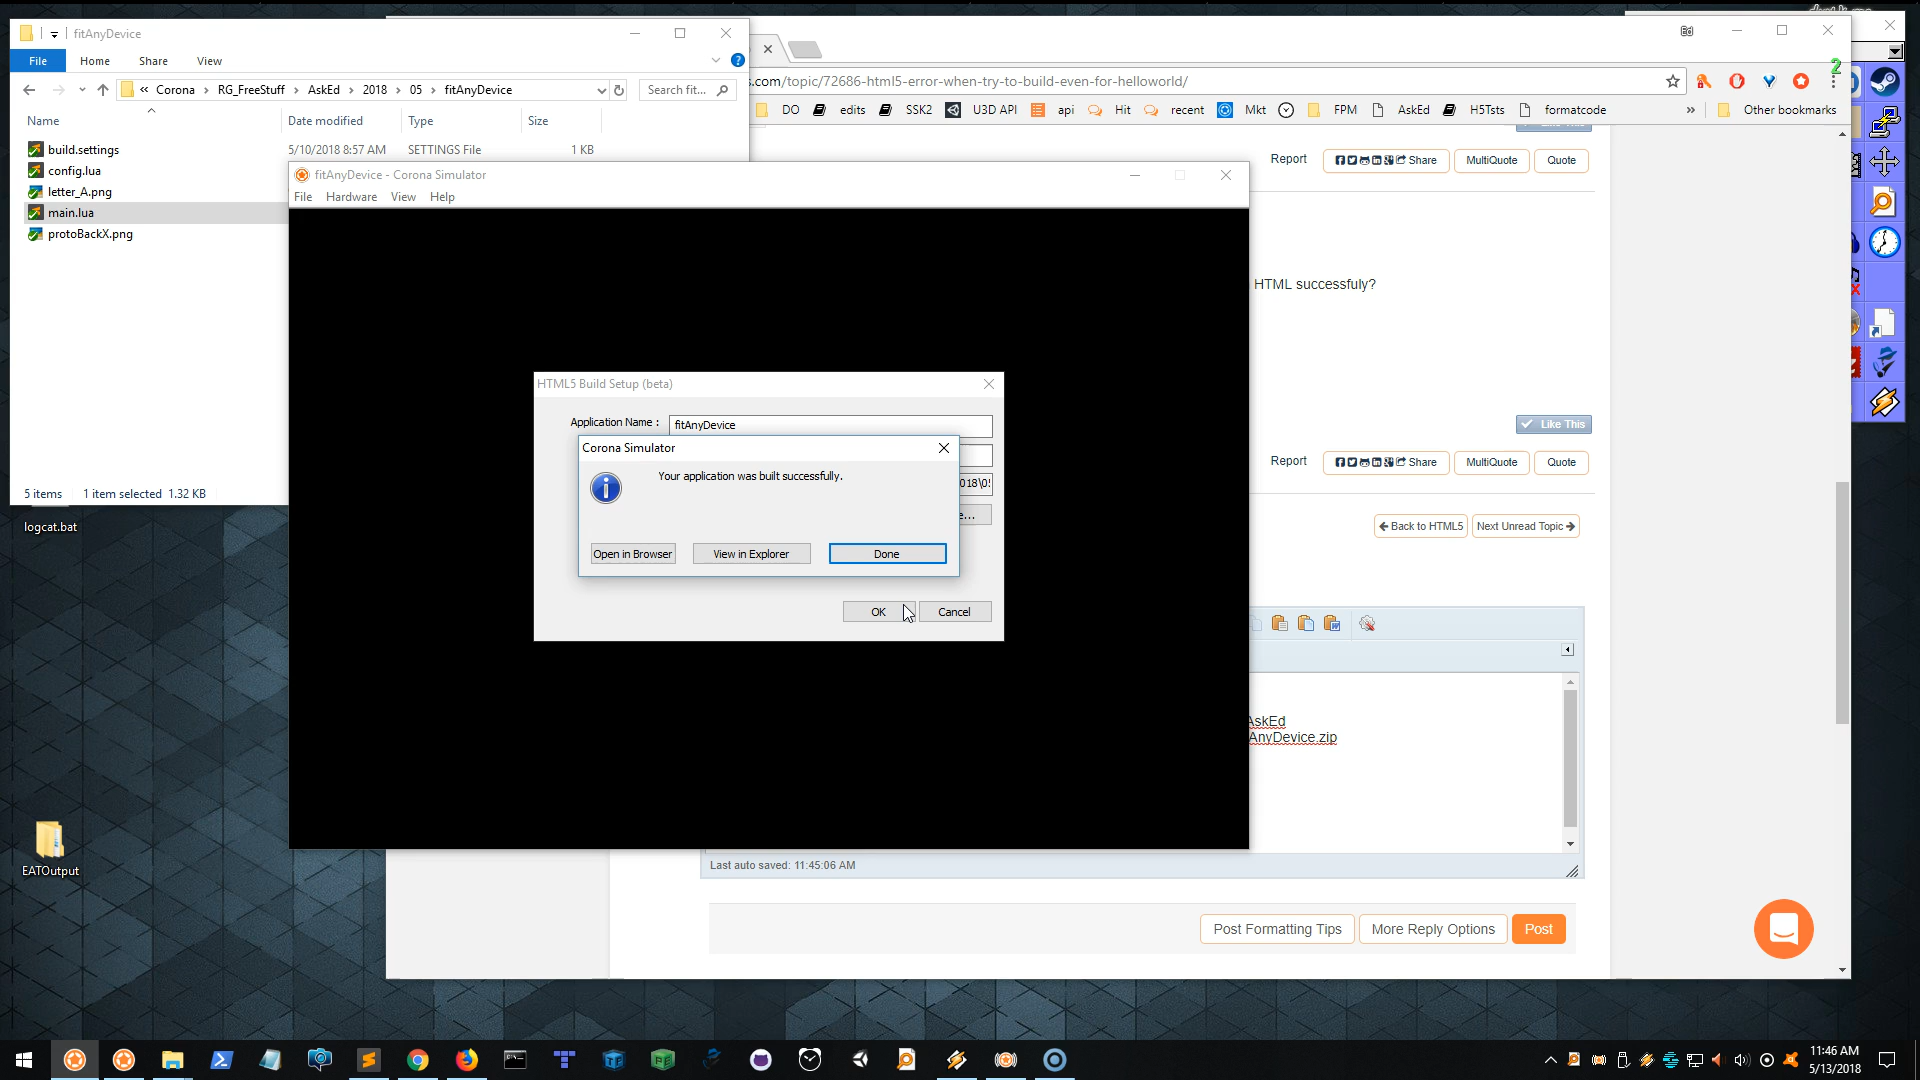 fitAnyDevice
File Home Share View
« Corona > RG_FreeStuff > AskEd > 2018 > 05 > fitAnyDevice
Search fit...
Name Date modified Type Size
build.settings 5/10/2018 8:57 AM SETTINGS File 1 KB
config.lua
letter_A.png
main.lua
protoBackX.png
5 items 1 item selected 1.32 KB
.com/topic/72686-html5-error-when-try-to-build-even-for-helloworld/
2
DO edits SSK2 U3D API api Hit recent Mkt FPM AskEd H5Tsts formatcode » Other bookmarks
Report Share MultiQuote Quote
HTML successfuly?
Like This
Report Share MultiQuote Quote
Back to HTML5 Next Unread Topic
AskEd
AnyDevice.zip
Last auto saved: 11:45:06 AM
Post Formatting Tips More Reply Options Post
fitAnyDevice - Corona Simulator
File Hardware View Help
HTML5 Build Setup (beta)
Application Name : fitAnyDevice
018\0
e...
OK Cancel
Corona Simulator
Your application was built successfully.
Open in Browser View in Explorer Done
logcat.bat
EATOutput
11:46 AM
5/13/2018